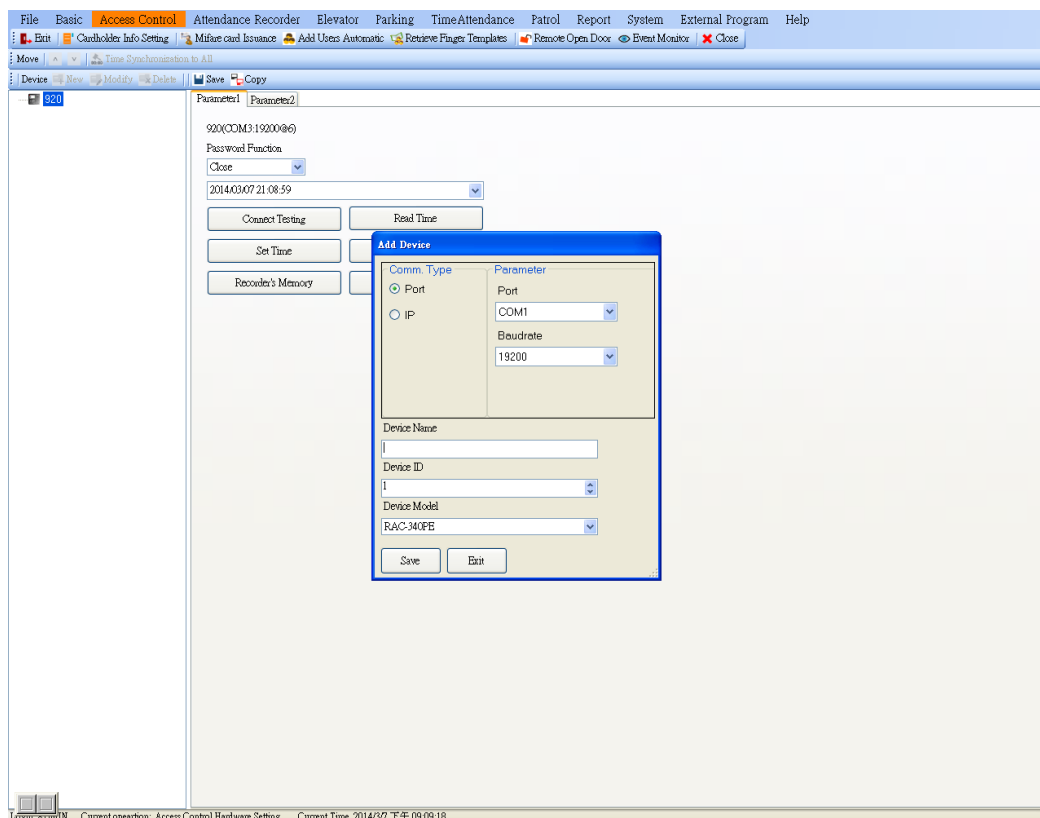 File Basic Access Control Attendance Recorder Elevator Parking TimeAttendance Patrol Report System External Program Help
Exit Cardholder Info Setting Mifare card Issuance Add Users Automatic Retrieve Finger Templates Remote Open Door Event Monitor Close
Move Time Synchronization to All
Device New Modify Delete Save Copy
920
Parameter1 Parameter2
920(COM3:19200@6)
Password Function
Close
2014/03/07 21:08:59
Connect Testing Read Time
Set Time
Recorder's Memory
Add Device
Comm. Type Parameter
Port Port
IP COM1
Baudrate
19200
Device Name
Device ID
1
Device Model
RAC-340PE
Save Exit
Current opeartion: Access Control Hardware Setting Current Time 2014/3/7 下午 09:09:18